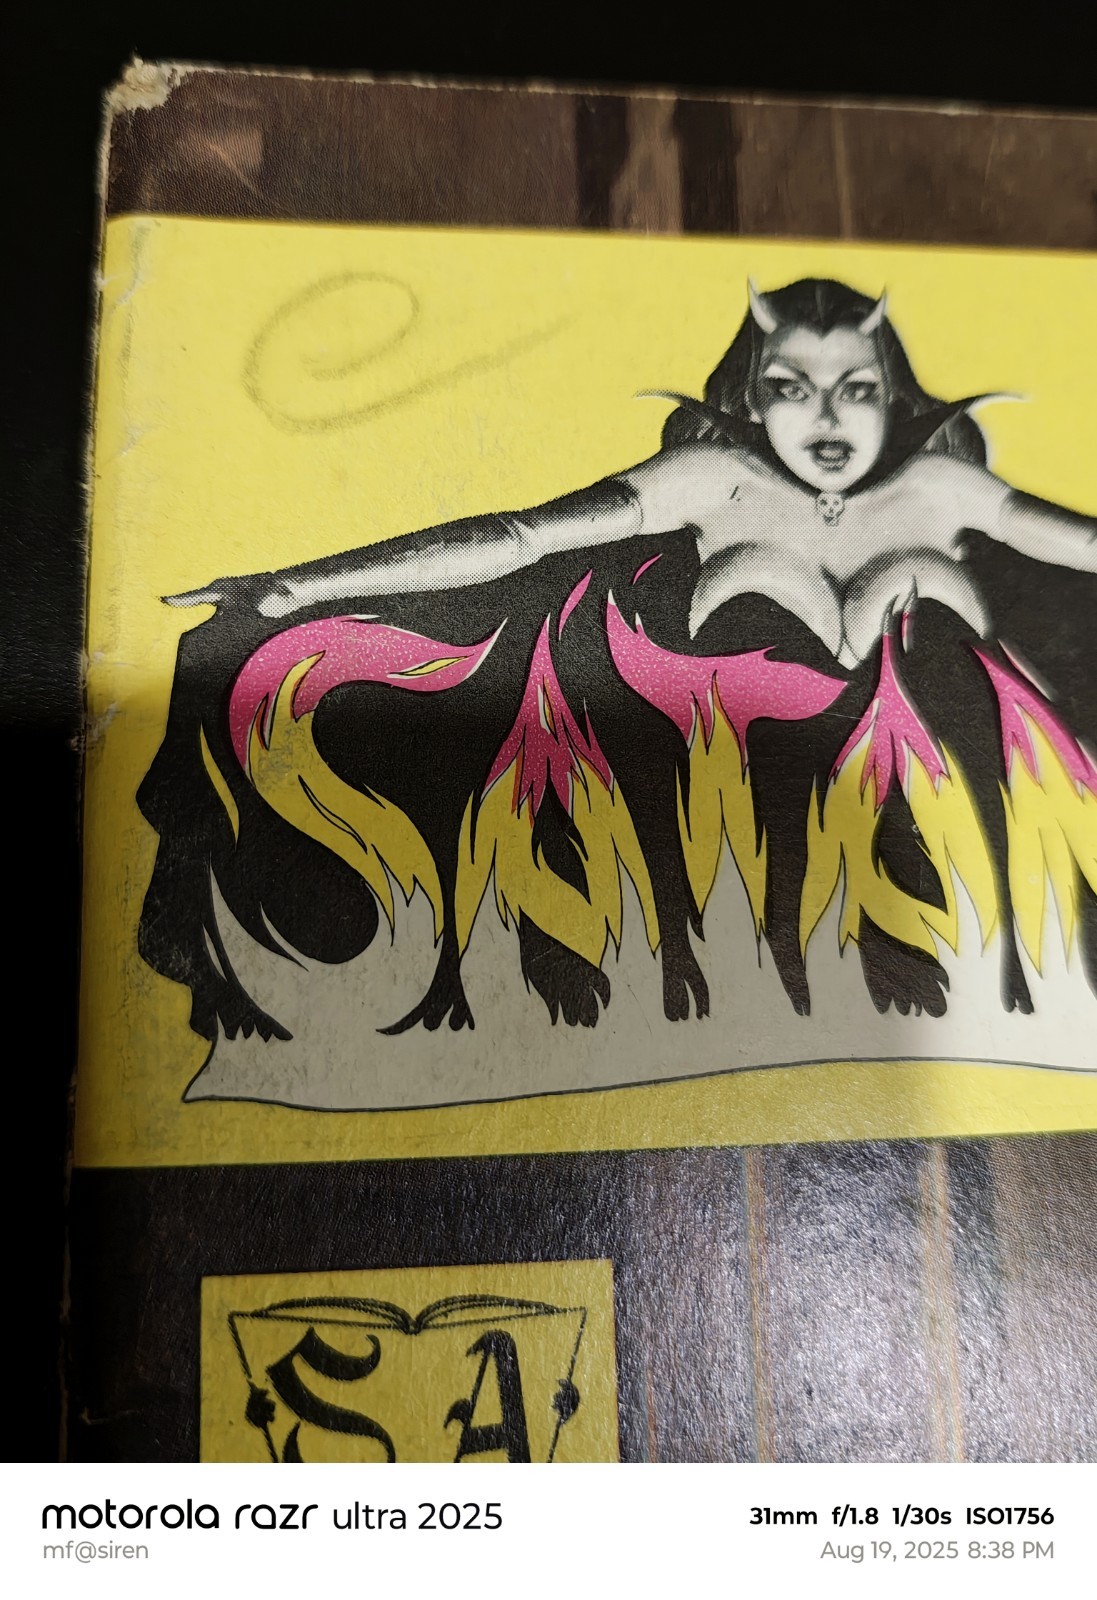 SATAN
SA
motorola razr ultra 2025
31mm f/1.8 1/30s ISO1756
mf@siren
Aug 19, 2025 8:38 PM